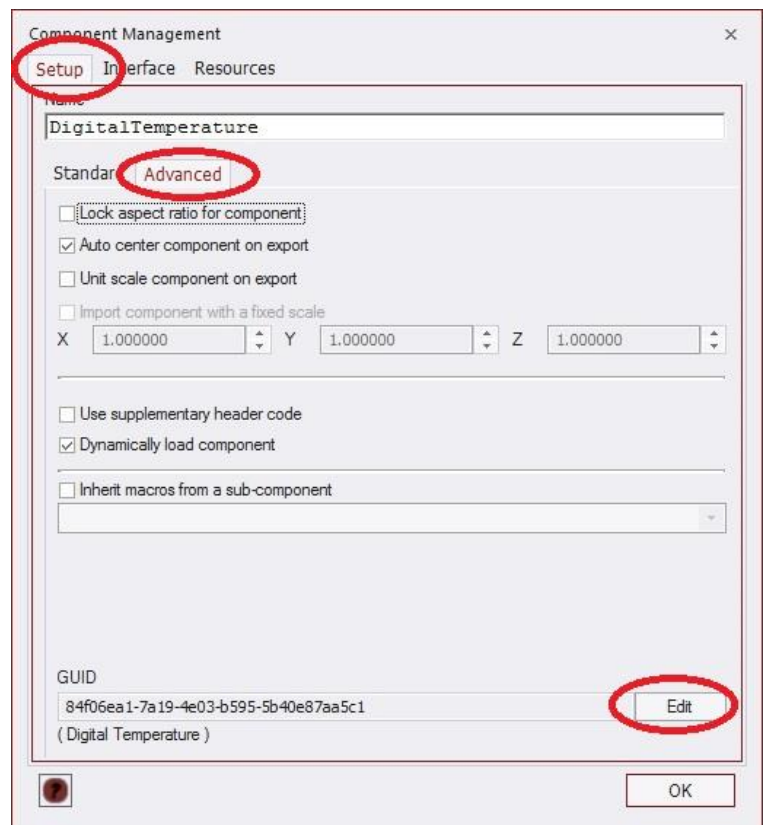 Component Management
Setup Interface Resources
Name
DigitalTemperature
Standard Advanced
Lock aspect ratio for component
Auto center component on export
Unit scale component on export
Import component with a fixed scale
X 1.000000 Y 1.000000 Z 1.000000
Use supplementary header code
Dynamically load component
Inherit macros from a sub-component
GUID
84f06ea1-7a19-4e03-b595-5b40e87aa5c1 Edit
( Digital Temperature )
? OK